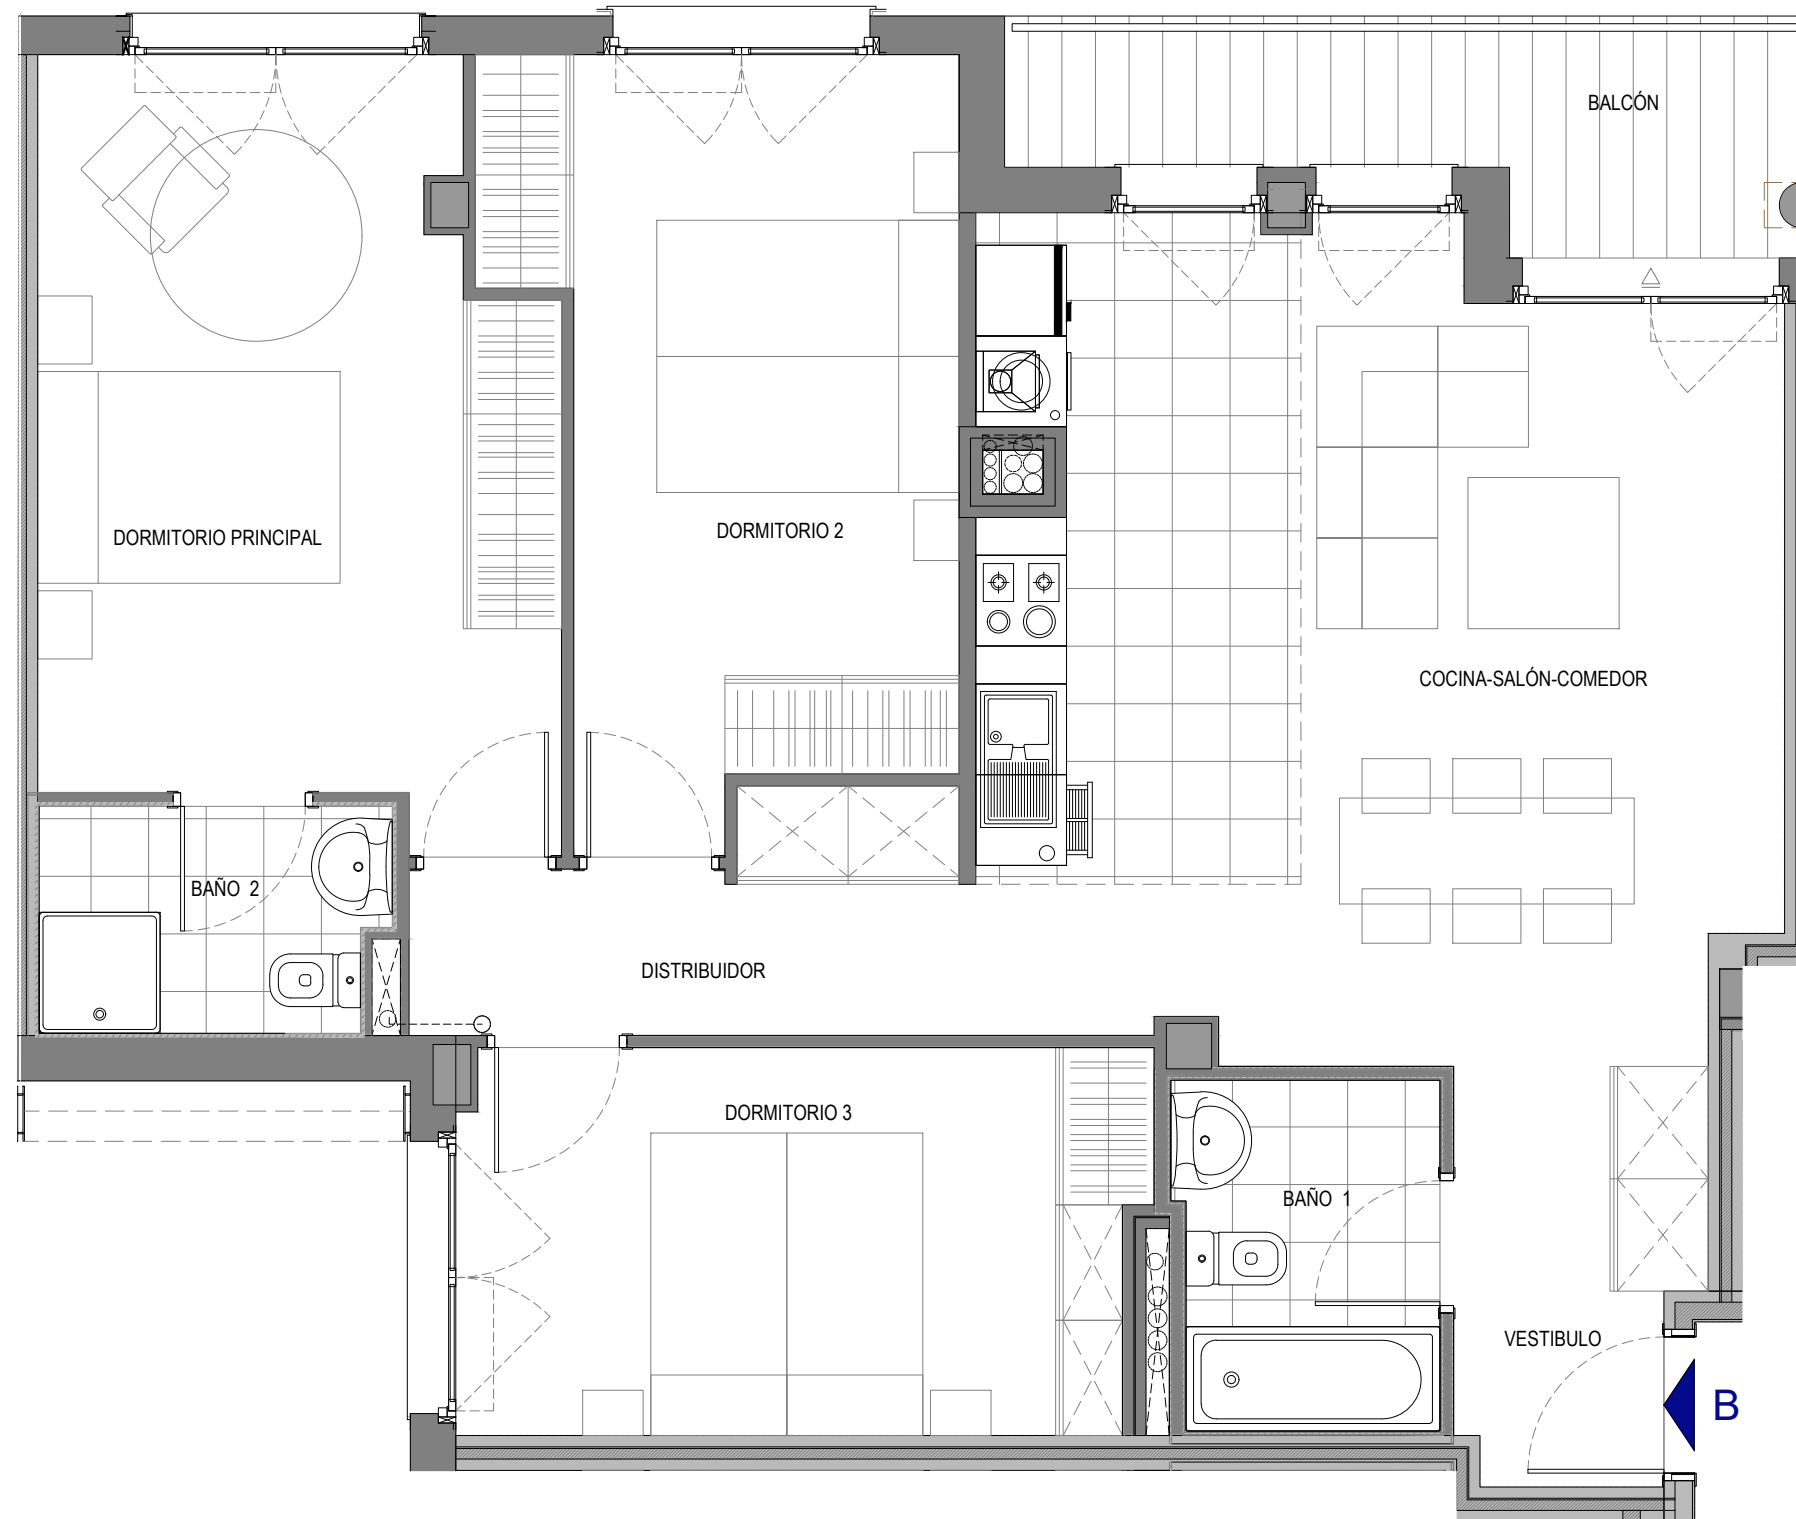 BALCÓN
DORMITORIO PRINCIPAL
DORMITORIO 2
COCINA-SALÓN-COMEDOR
BAÑO 2
DISTRIBUIDOR
DORMITORIO 3
BAÑO 1
VESTIBULO
B